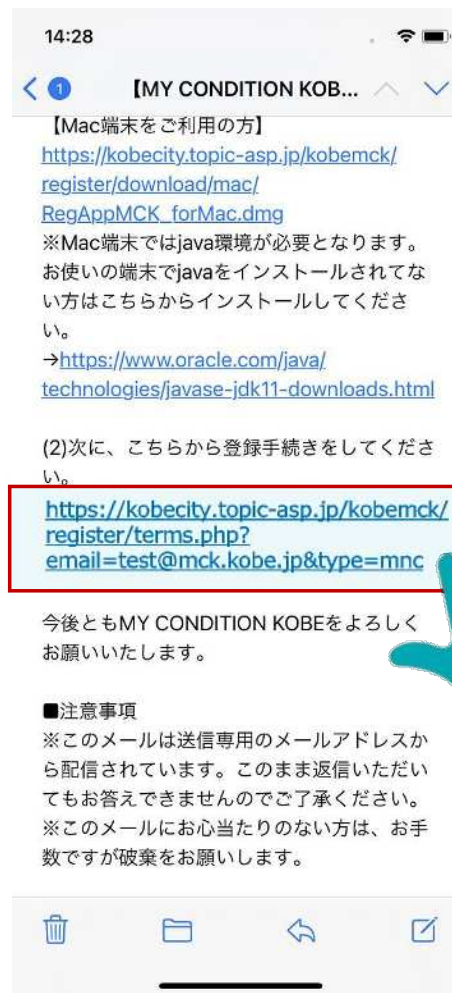 14:28
1
【MY CONDITION KOB...
【Mac端末をご利用の方】
https://kobecity.topic-asp.jp/kobemck/
register/download/mac/
RegAppMCK_forMac.dmg
※Mac端末ではjava環境が必要となります。
お使いの端末でjavaをインストールされてな
い方はこちらからインストールしてくださ
い。
→https://www.oracle.com/java/
technologies/javase-jdk11-downloads.html
(2)次に、こちらから登録手続きをしてくださ
い。
https://kobecity.topic-asp.jp/kobemck/
register/terms.php?
email=test@mck.kobe.jp&type=mnc
今後ともMY CONDITION KOBEをよろしく
お願いいたします。
■注意事項
※このメールは送信専用のメールアドレスか
ら配信されています。このまま返信いただい
てもお答えできませんのでご了承ください。
※このメールにお心当たりのない方は、お手
数ですが破棄をお願いします。